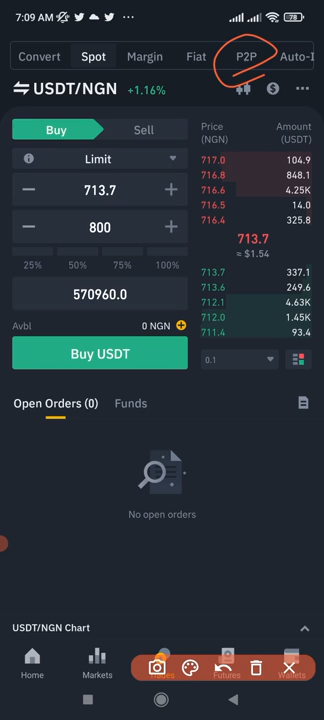 7:09 AM
78
Convert Spot Margin Fiat P2P Auto-I
USDT/NGN +1.16%
Buy Sell
Limit
713.7
800
25% 50% 75% 100%
570960.0
Avbl 0 NGN
Buy USDT
Price (NGN) Amount (USDT)
717.0 104.9
716.8 848.1
716.6 4.25K
716.5 14.0
716.4 325.8
713.7
≈ $1.54
713.7 337.1
713.6 249.6
712.1 4.63K
712.0 1.45K
711.4 93.4
0.1
Open Orders (0) Funds
No open orders
USDT/NGN Chart
Home Markets Trades Futures Wallets